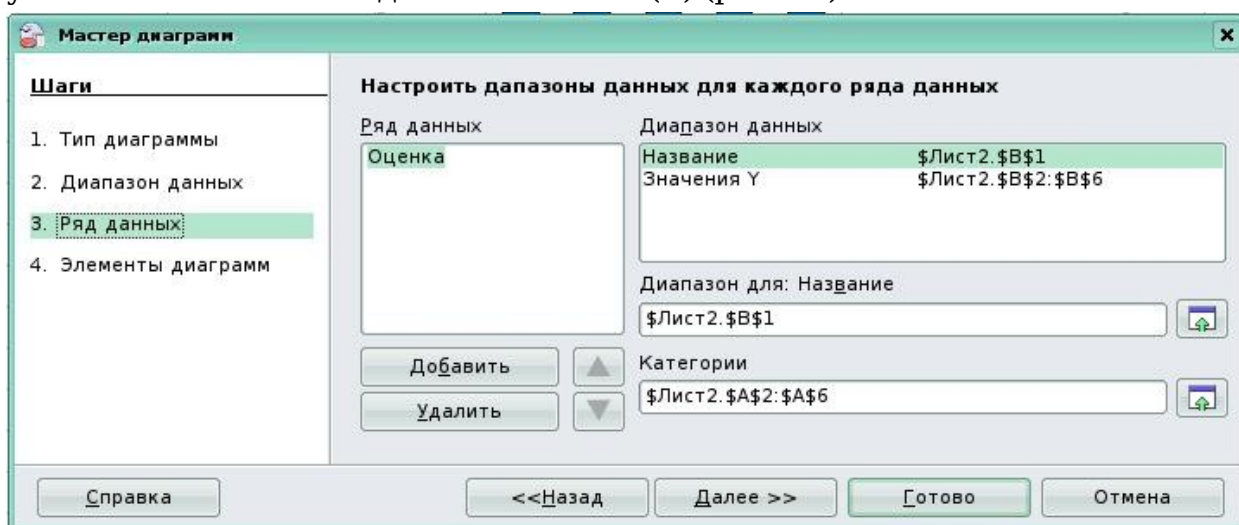 Мастер диаграмм
Шаги
1. Тип диаграммы
2. Диапазон данных
3. Ряд данных
4. Элементы диаграмм
Настроить дапазоны данных для каждого ряда данных
Ряд данных
Оценка
Добавить
Удалить
Диапазон данных
Название $Лист2.$B$1
Значения Y $Лист2.$B$2:$B$6
Диапазон для: Название
$Лист2.$B$1
Категории
$Лист2.$A$2:$A$6
Справка
<<Назад
Далее >>
Готово
Отмена